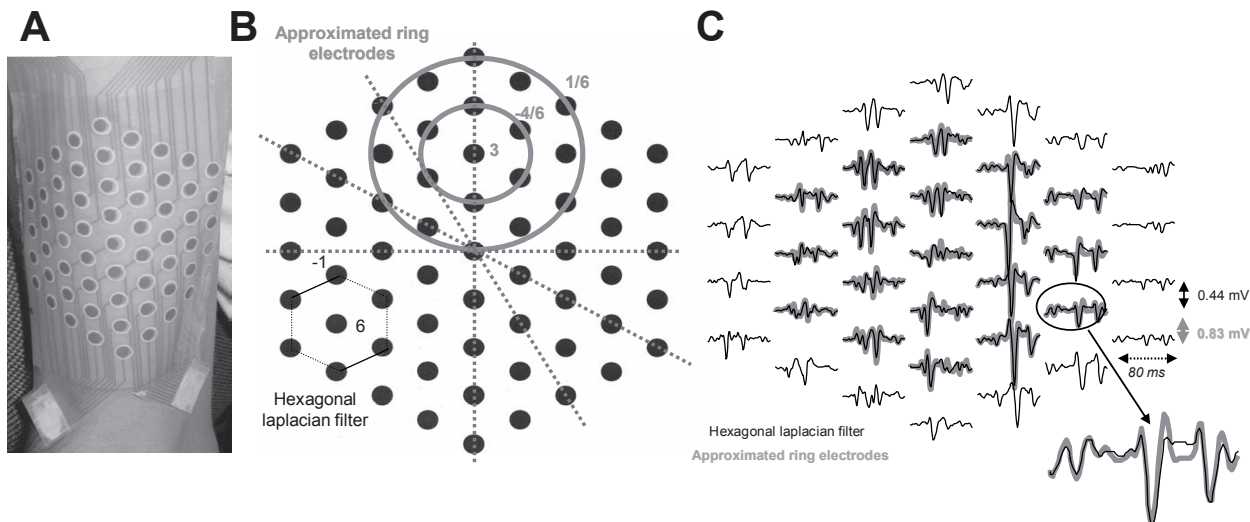 A
B
C
Approximated ring
electrodes
1/6
-4/6
3
-1
6
Hexagonal
laplacian filter
0.44 mV
0.83 mV
80 ms
Hexagonal laplacian filter
Approximated ring electrodes